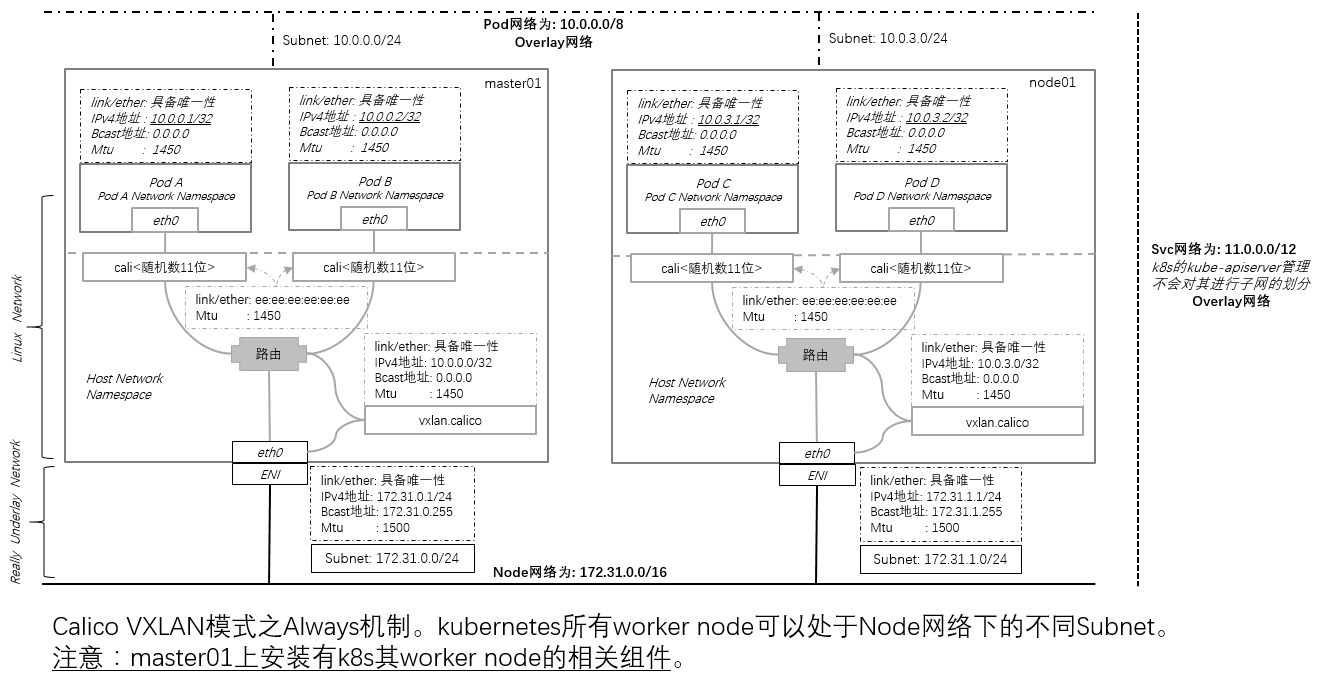 Pod网络为: 10.0.0.0/8
Overlay网络
Subnet: 10.0.0.0/24
Subnet: 10.0.3.0/24
master01
link/ether: 具备唯一性
IPv4地址 : 10.0.0.1/32
Bcast地址: 0.0.0.0
Mtu : 1450
link/ether: 具备唯一性
IPv4地址 : 10.0.0.2/32
Bcast地址: 0.0.0.0
Mtu : 1450
Pod A
Pod A Network Namespace
eth0
Pod B
Pod B Network Namespace
eth0
cali<随机数11位>
cali<随机数11位>
link/ether: ee:ee:ee:ee:ee:ee
Mtu : 1450
路由
link/ether: 具备唯一性
IPv4地址: 10.0.0.0/32
Bcast地址: 0.0.0.0
Mtu : 1450
vxlan.calico
Host Network
Namespace
eth0
ENI
link/ether: 具备唯一性
IPv4地址: 172.31.0.1/24
Bcast地址: 172.31.0.255
Mtu : 1500
Subnet: 172.31.0.0/24
node01
link/ether: 具备唯一性
IPv4地址 : 10.0.3.1/32
Bcast地址: 0.0.0.0
Mtu : 1450
link/ether: 具备唯一性
IPv4地址 : 10.0.3.2/32
Bcast地址: 0.0.0.0
Mtu : 1450
Pod C
Pod C Network Namespace
eth0
Pod D
Pod D Network Namespace
eth0
cali<随机数11位>
cali<随机数11位>
link/ether: ee:ee:ee:ee:ee:ee
Mtu : 1450
路由
link/ether: 具备唯一性
IPv4地址: 10.0.3.0/32
Bcast地址: 0.0.0.0
Mtu : 1450
vxlan.calico
Host Network
Namespace
eth0
ENI
link/ether: 具备唯一性
IPv4地址: 172.31.1.1/24
Bcast地址: 172.31.1.255
Mtu : 1500
Subnet: 172.31.1.0/24
Node网络为: 172.31.0.0/16
Linux Network
Really Underlay Network
Svc网络为: 11.0.0.0/12
k8s的kube-apiserver管理
不会对其进行子网的划分
Overlay网络
Calico VXLAN模式之Always机制。kubernetes所有worker node可以处于Node网络下的不同Subnet。
注意：master01上安装有k8s其worker node的相关组件。